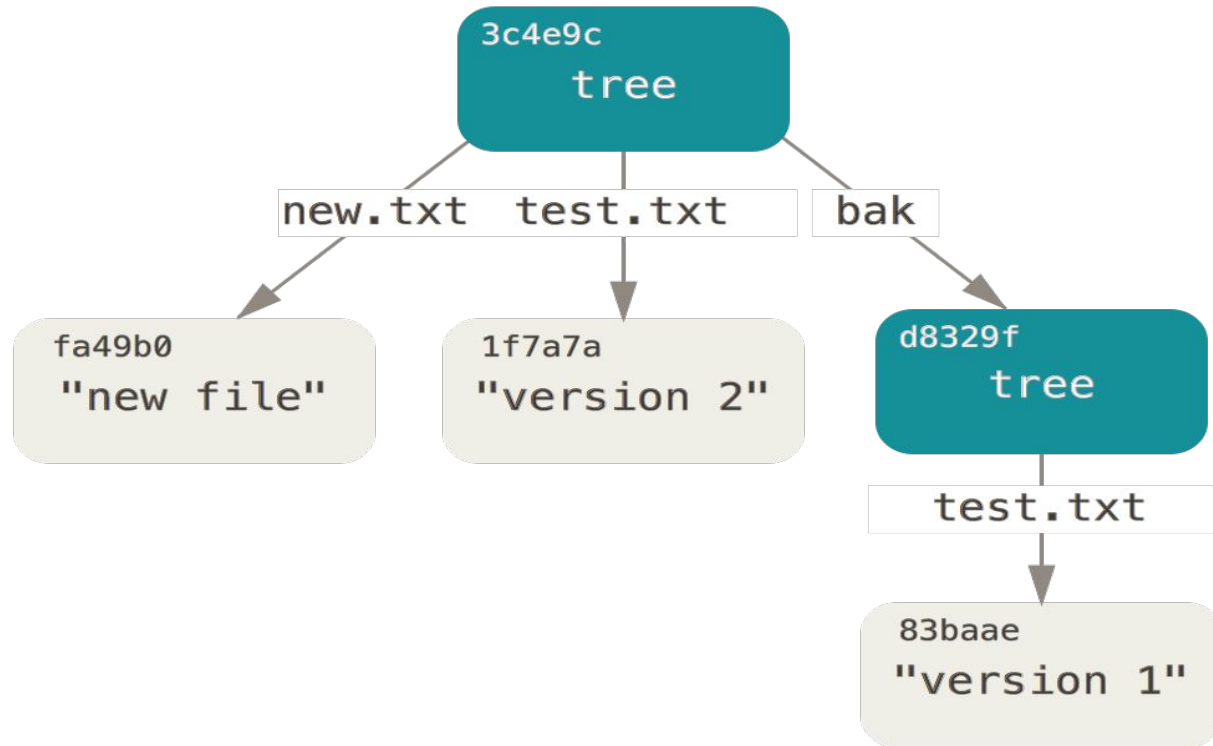 3c4e9c
tree
new.txt test.txt bak
fa49b0
"new file"
1f7a7a
"version 2"
d8329f
tree
test.txt
83baae
"version 1"